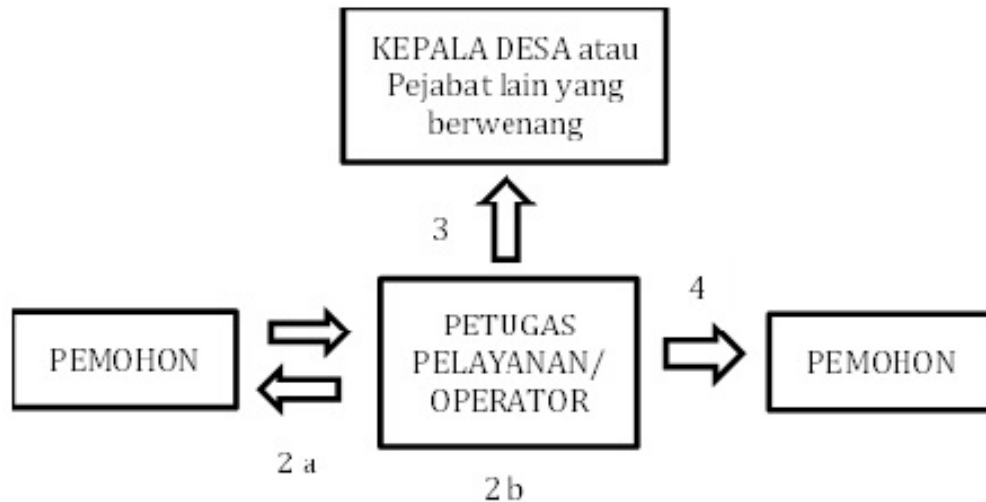 KEPALA DESA atau
Pejabat lain yang
berwenang
3
4
PEMOHON
PETUGAS
PELAYANAN/
OPERATOR
PEMOHON
2 a
2 b